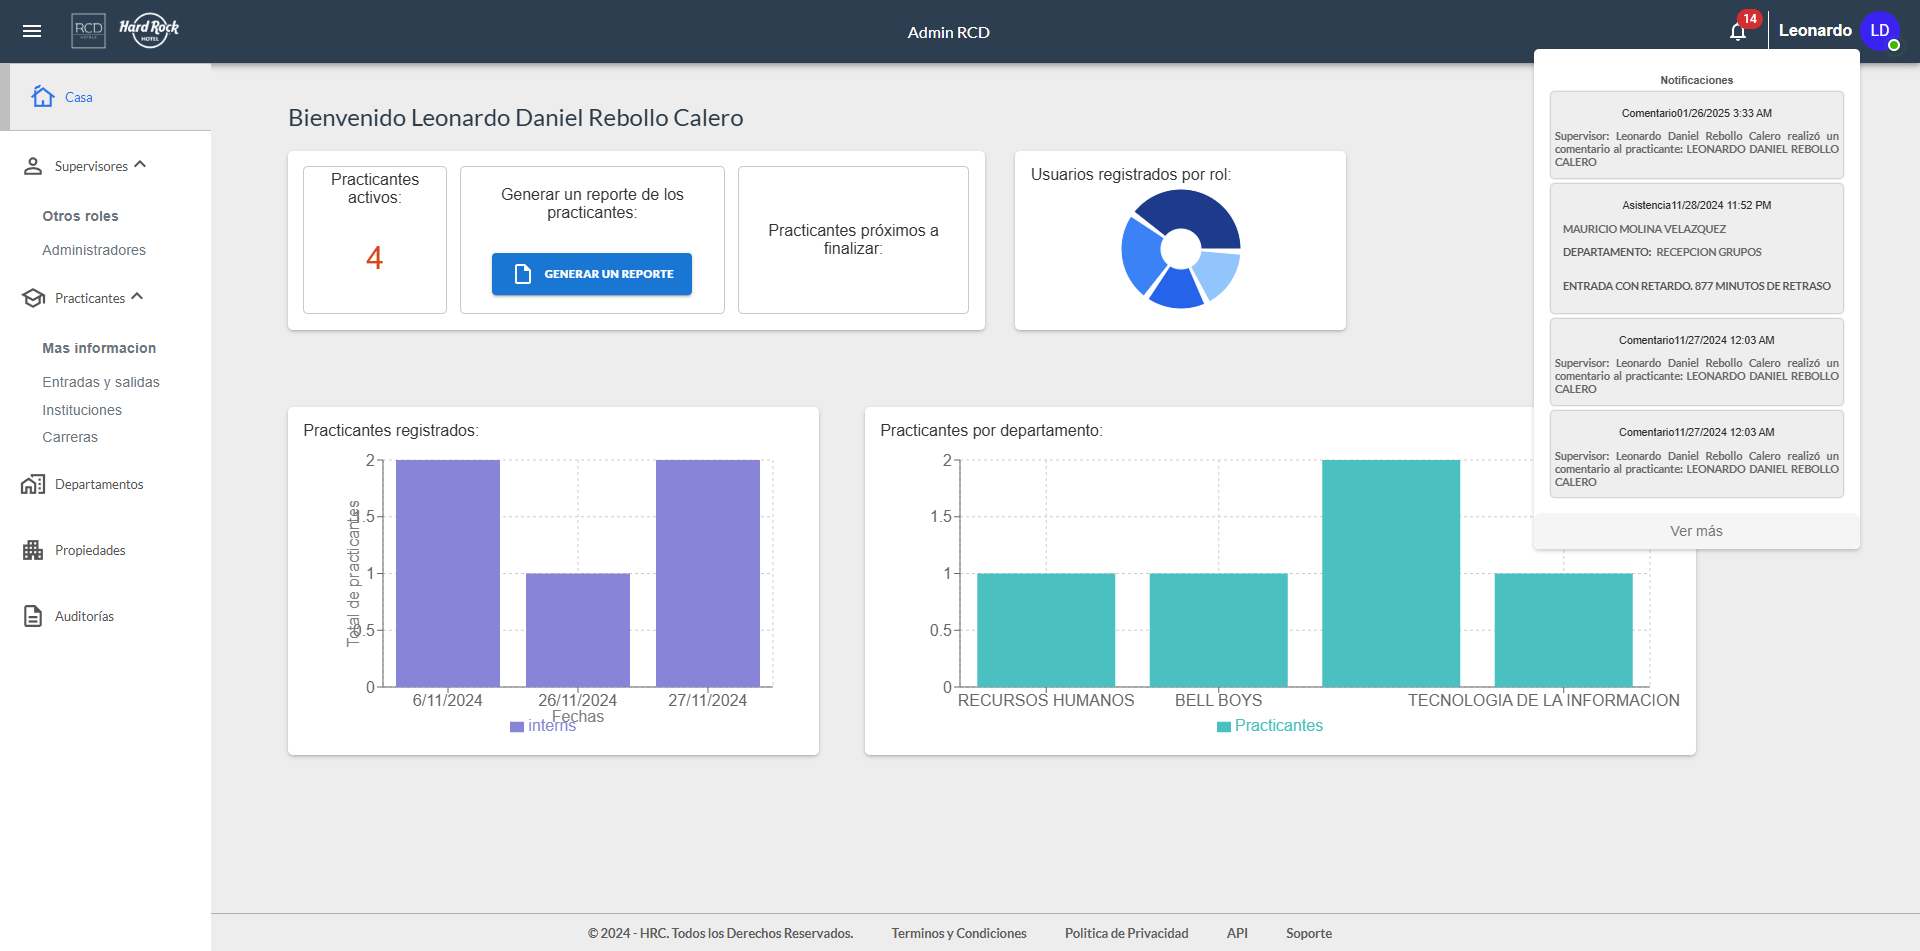 RCD
HOTELS
Hard Rock
HOTEL
Admin RCD
14
Leonardo
LD
Casa
Supervisores
Otros roles
Administradores
Practicantes
Mas informacion
Entradas y salidas
Instituciones
Carreras
Departamentos
Propiedades
Auditorías
Bienvenido Leonardo Daniel Rebollo Calero
Practicantes
activos:
4
Generar un reporte de los
practicantes:
GENERAR UN REPORTE
Practicantes próximos a
finalizar:
Usuarios registrados por rol:
Notificaciones
Comentario01/26/2025 3:33 AM
Supervisor: Leonardo Daniel Rebollo Calero realizó un
comentario al practicante: LEONARDO DANIEL REBOLLO
CALERO
Asistencia11/28/2024 11:52 PM
MAURICIO MOLINA VELAZQUEZ
DEPARTAMENTO: RECEPCION GRUPOS
ENTRADA CON RETARDO. 877 MINUTOS DE RETRASO
Comentario11/27/2024 12:03 AM
Supervisor: Leonardo Daniel Rebollo Calero realizó un
comentario al practicante: LEONARDO DANIEL REBOLLO
CALERO
Comentario11/27/2024 12:03 AM
Supervisor: Leonardo Daniel Rebollo Calero realizó un
comentario al practicante: LEONARDO DANIEL REBOLLO
CALERO
Ver más
Practicantes registrados:
Total de practicantes
2
1.5
1
0.5
0
6/11/2024
26/11/2024
27/11/2024
Fechas
interns
Practicantes por departamento:
2
1.5
1
0.5
0
RECURSOS HUMANOS
BELL BOYS
TECNOLOGIA DE LA INFORMACION
Practicantes
© 2024 - HRC. Todos los Derechos Reservados.
Terminos y Condiciones
Politica de Privacidad
API
Soporte